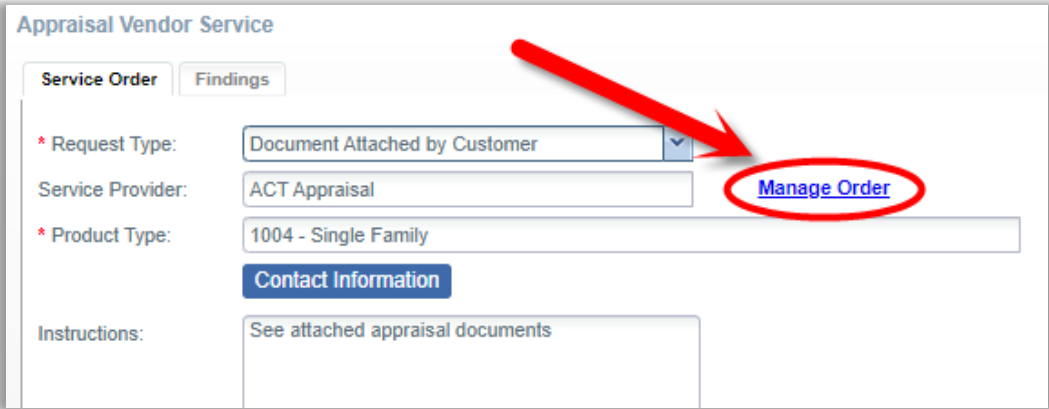 Appraisal Vendor Service
Service Order Findings
* Request Type: Document Attached by Customer
Service Provider: ACT Appraisal Manage Order
* Product Type: 1004 - Single Family
Contact Information
Instructions: See attached appraisal documents